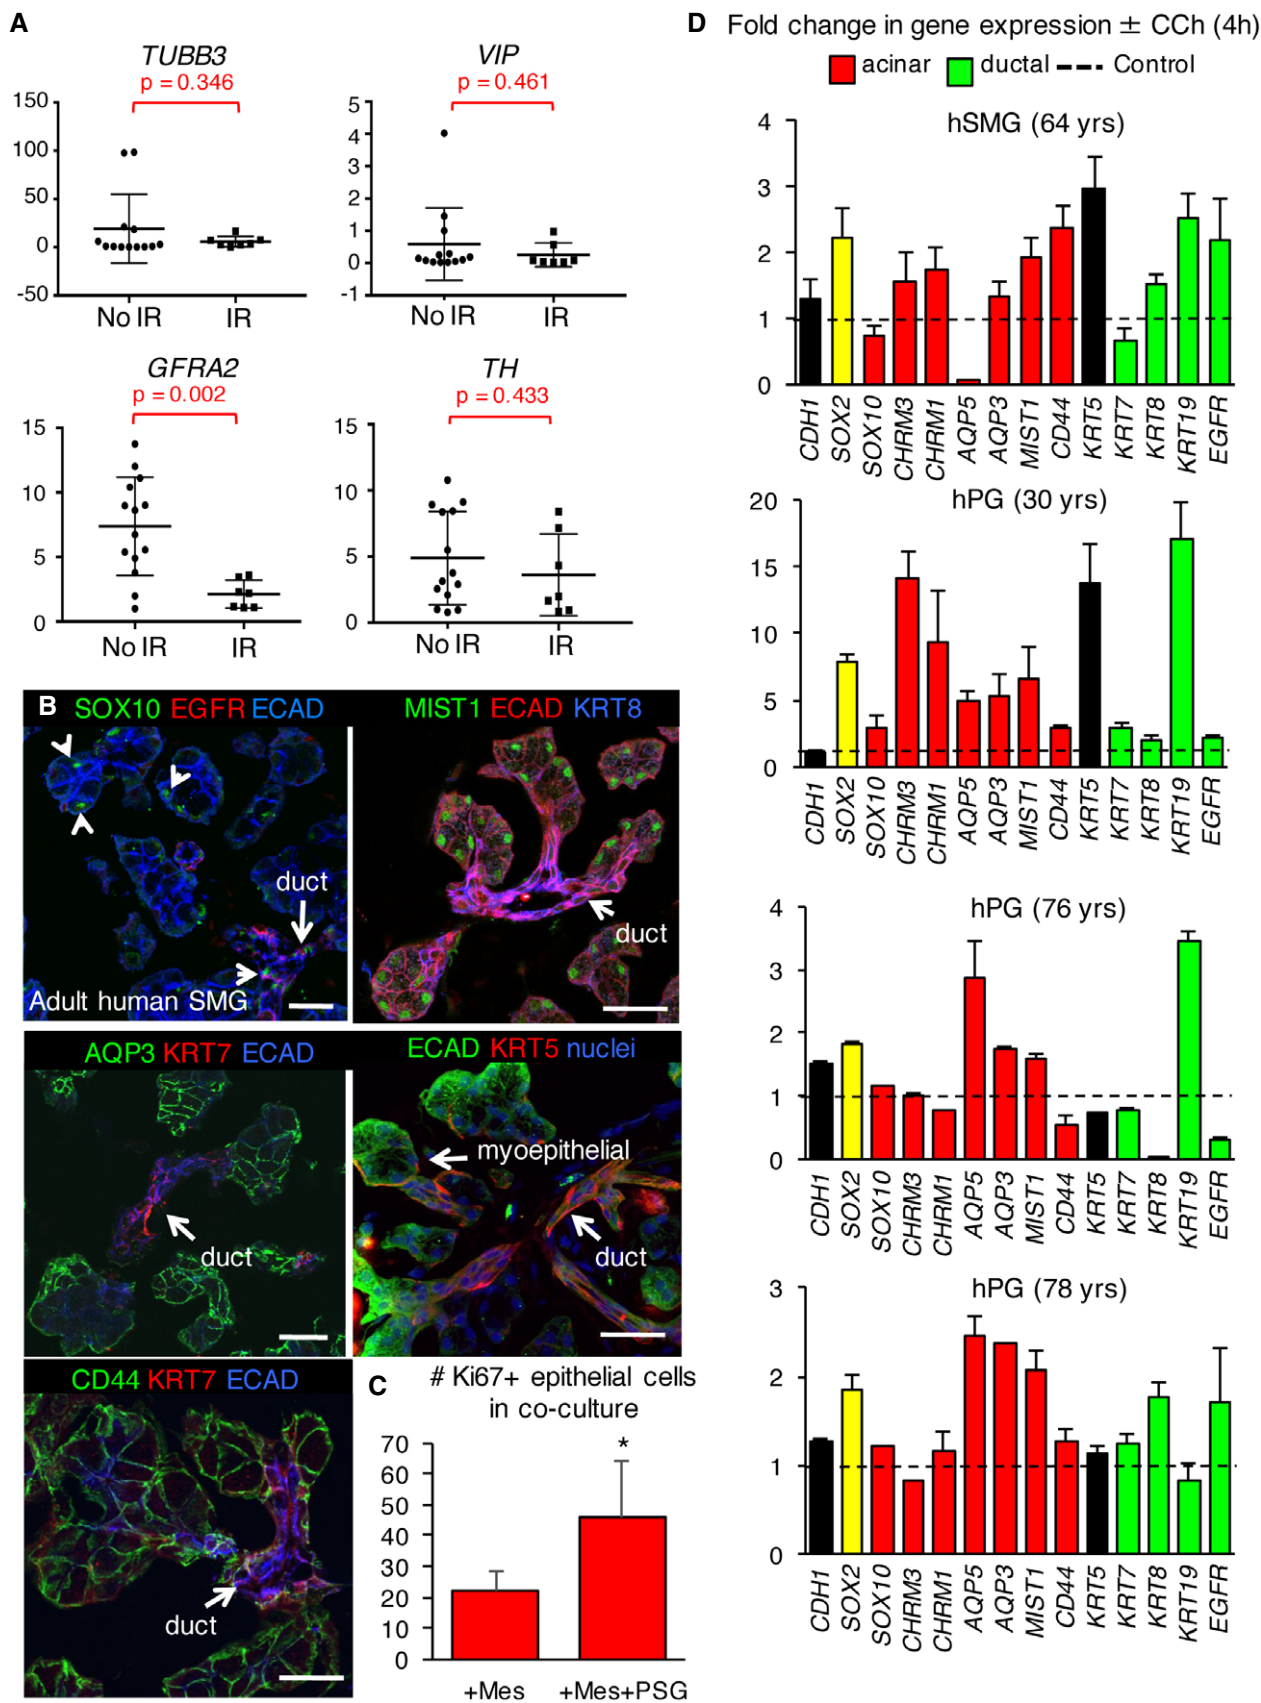 A
TUBB3
p = 0.346
150
100
50
0
-50
No IR
IR
VIP
p = 0.461
5
4
3
2
1
0
-1
No IR
IR
GFRA2
p = 0.002
15
10
5
0
No IR
IR
TH
p = 0.433
15
10
5
0
No IR
IR
B
SOX10 EGFR ECAD
duct
Adult human SMG
MIST1 ECAD KRT8
duct
AQP3 KRT7 ECAD
duct
ECAD KRT5 nuclei
myoepithelial
duct
CD44 KRT7 ECAD
duct
C
# Ki67+ epithelial cells
in co-culture
*
70
60
50
40
30
20
10
0
+Mes
+Mes+PSG
D Fold change in gene expression ± CCh (4h)
acinar ductal Control
hSMG (64 yrs)
4
3
2
1
0
CDH1
SOX2
SOX10
CHRM3
CHRM1
AQP5
AQP3
MIST1
CD44
KRT5
KRT7
KRT8
KRT19
EGFR
hPG (30 yrs)
20
15
10
5
0
CDH1
SOX2
SOX10
CHRM3
CHRM1
AQP5
AQP3
MIST1
CD44
KRT5
KRT7
KRT8
KRT19
EGFR
hPG (76 yrs)
4
3
2
1
0
CDH1
SOX2
SOX10
CHRM3
CHRM1
AQP5
AQP3
MIST1
CD44
KRT5
KRT7
KRT8
KRT19
EGFR
hPG (78 yrs)
3
2
1
0
CDH1
SOX2
SOX10
CHRM3
CHRM1
AQP5
AQP3
MIST1
CD44
KRT5
KRT7
KRT8
KRT19
EGFR